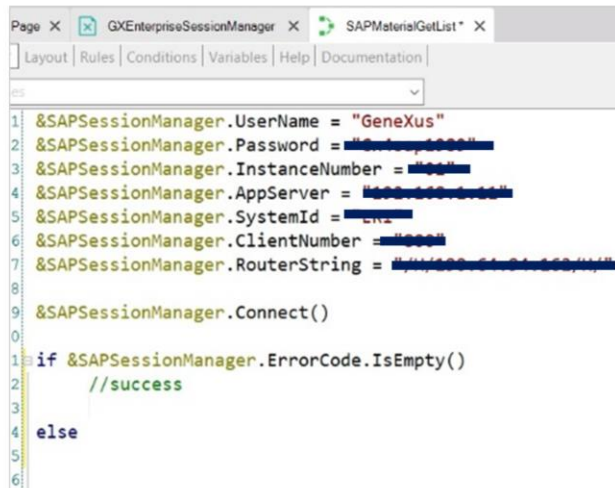 Page X GXEnterpriseSessionManager X SAPMaterialGetList* X
Layout | Rules | Conditions | Variables | Help | Documentation |
es
1 &SAPSessionManager.UserName = "GeneXus"
2 &SAPSessionManager.Password =
3 &SAPSessionManager.InstanceNumber =
4 &SAPSessionManager.AppServer =
5 &SAPSessionManager.SystemId =
6 &SAPSessionManager.ClientNumber =
7 &SAPSessionManager.RouterString =
8
9 &SAPSessionManager.Connect()
0
1 if &SAPSessionManager.ErrorCode.IsEmpty()
2 //success
3
4 else
5
6